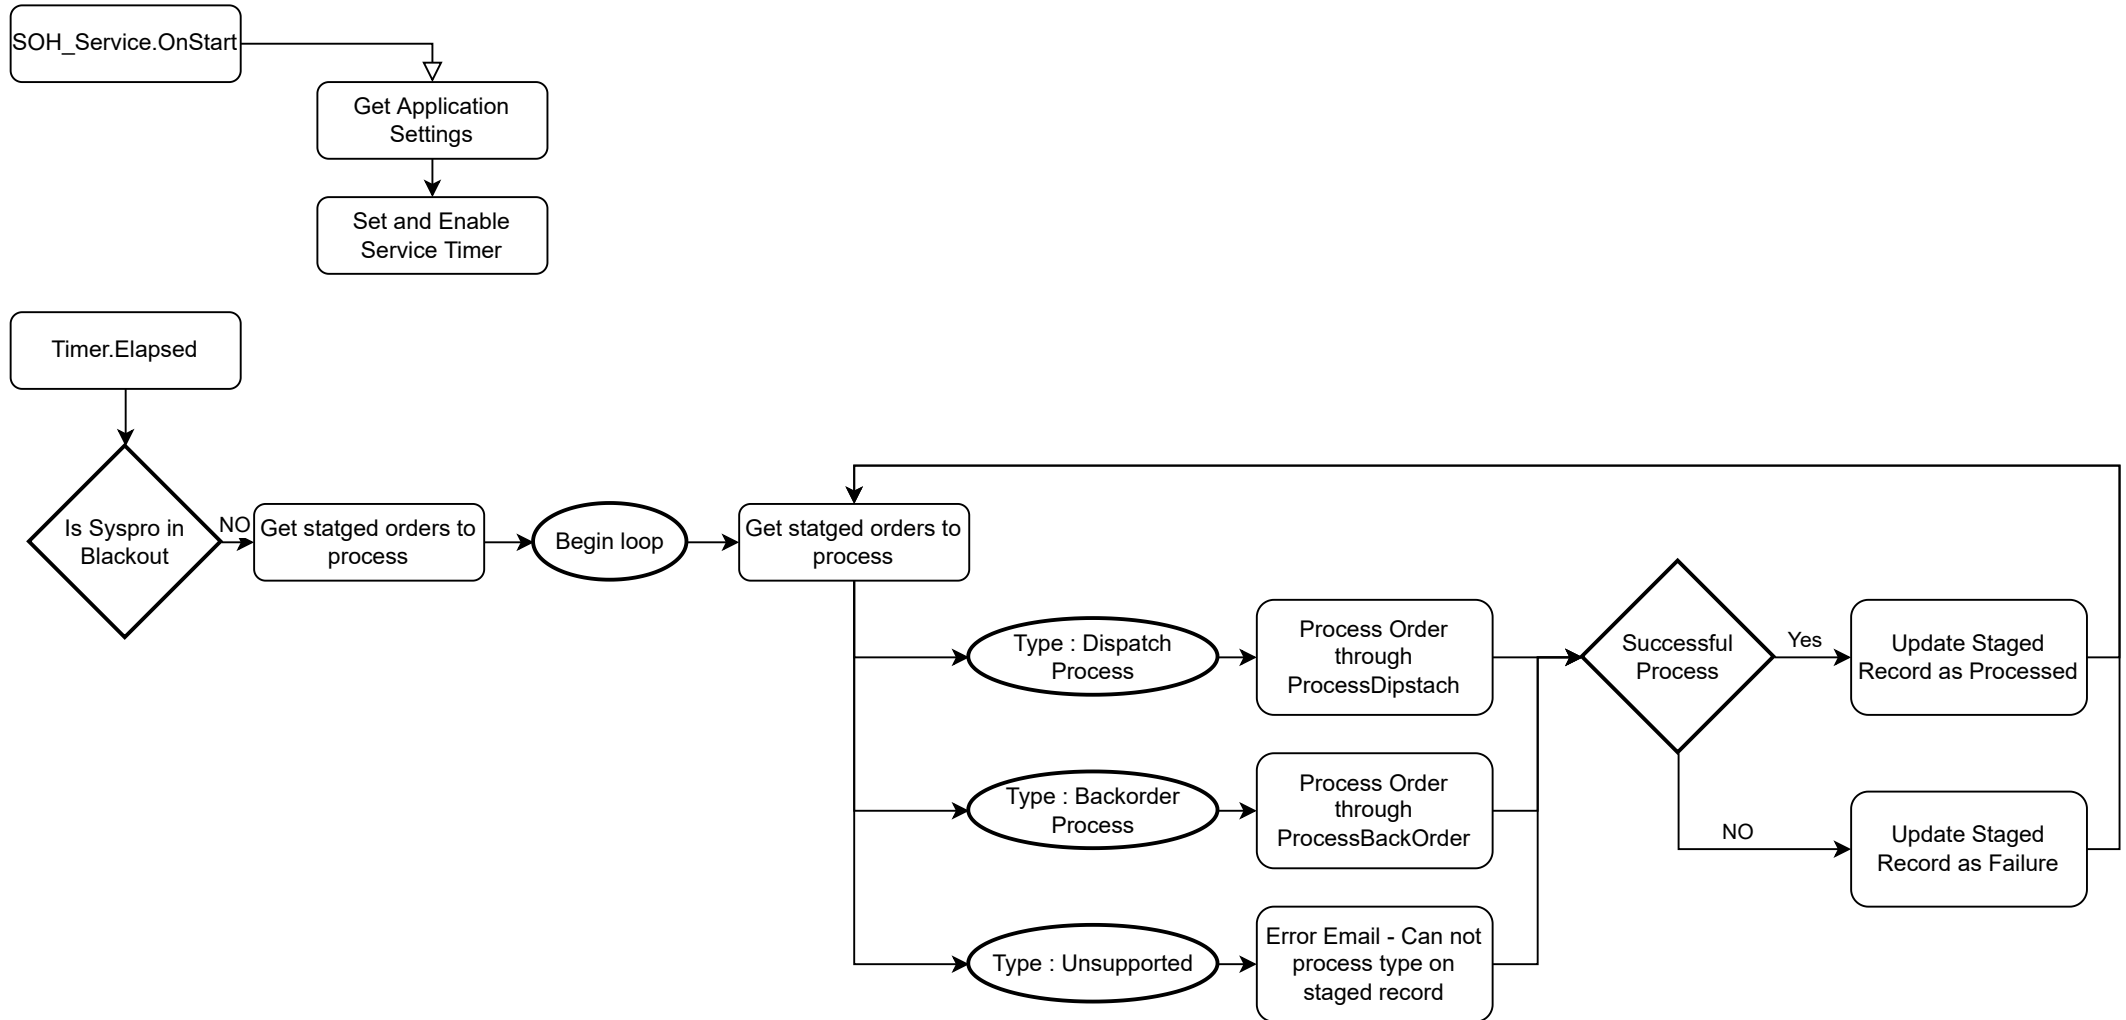 SOH_Service.OnStart
Get Application
Settings
Set and Enable
Service Timer
Timer.Elapsed
Is Syspro in
Blackout
NO
Get statged orders to
process
Begin loop
Get statged orders to
process
Type : Dispatch
Process
Process Order
through
ProcessDipstach
Successful
Process
Yes
Update Staged
Record as Processed
Type : Backorder
Process
Process Order
through
ProcessBackOrder
NO
Update Staged
Record as Failure
Type : Unsupported
Error Email - Can not
process type on
staged record